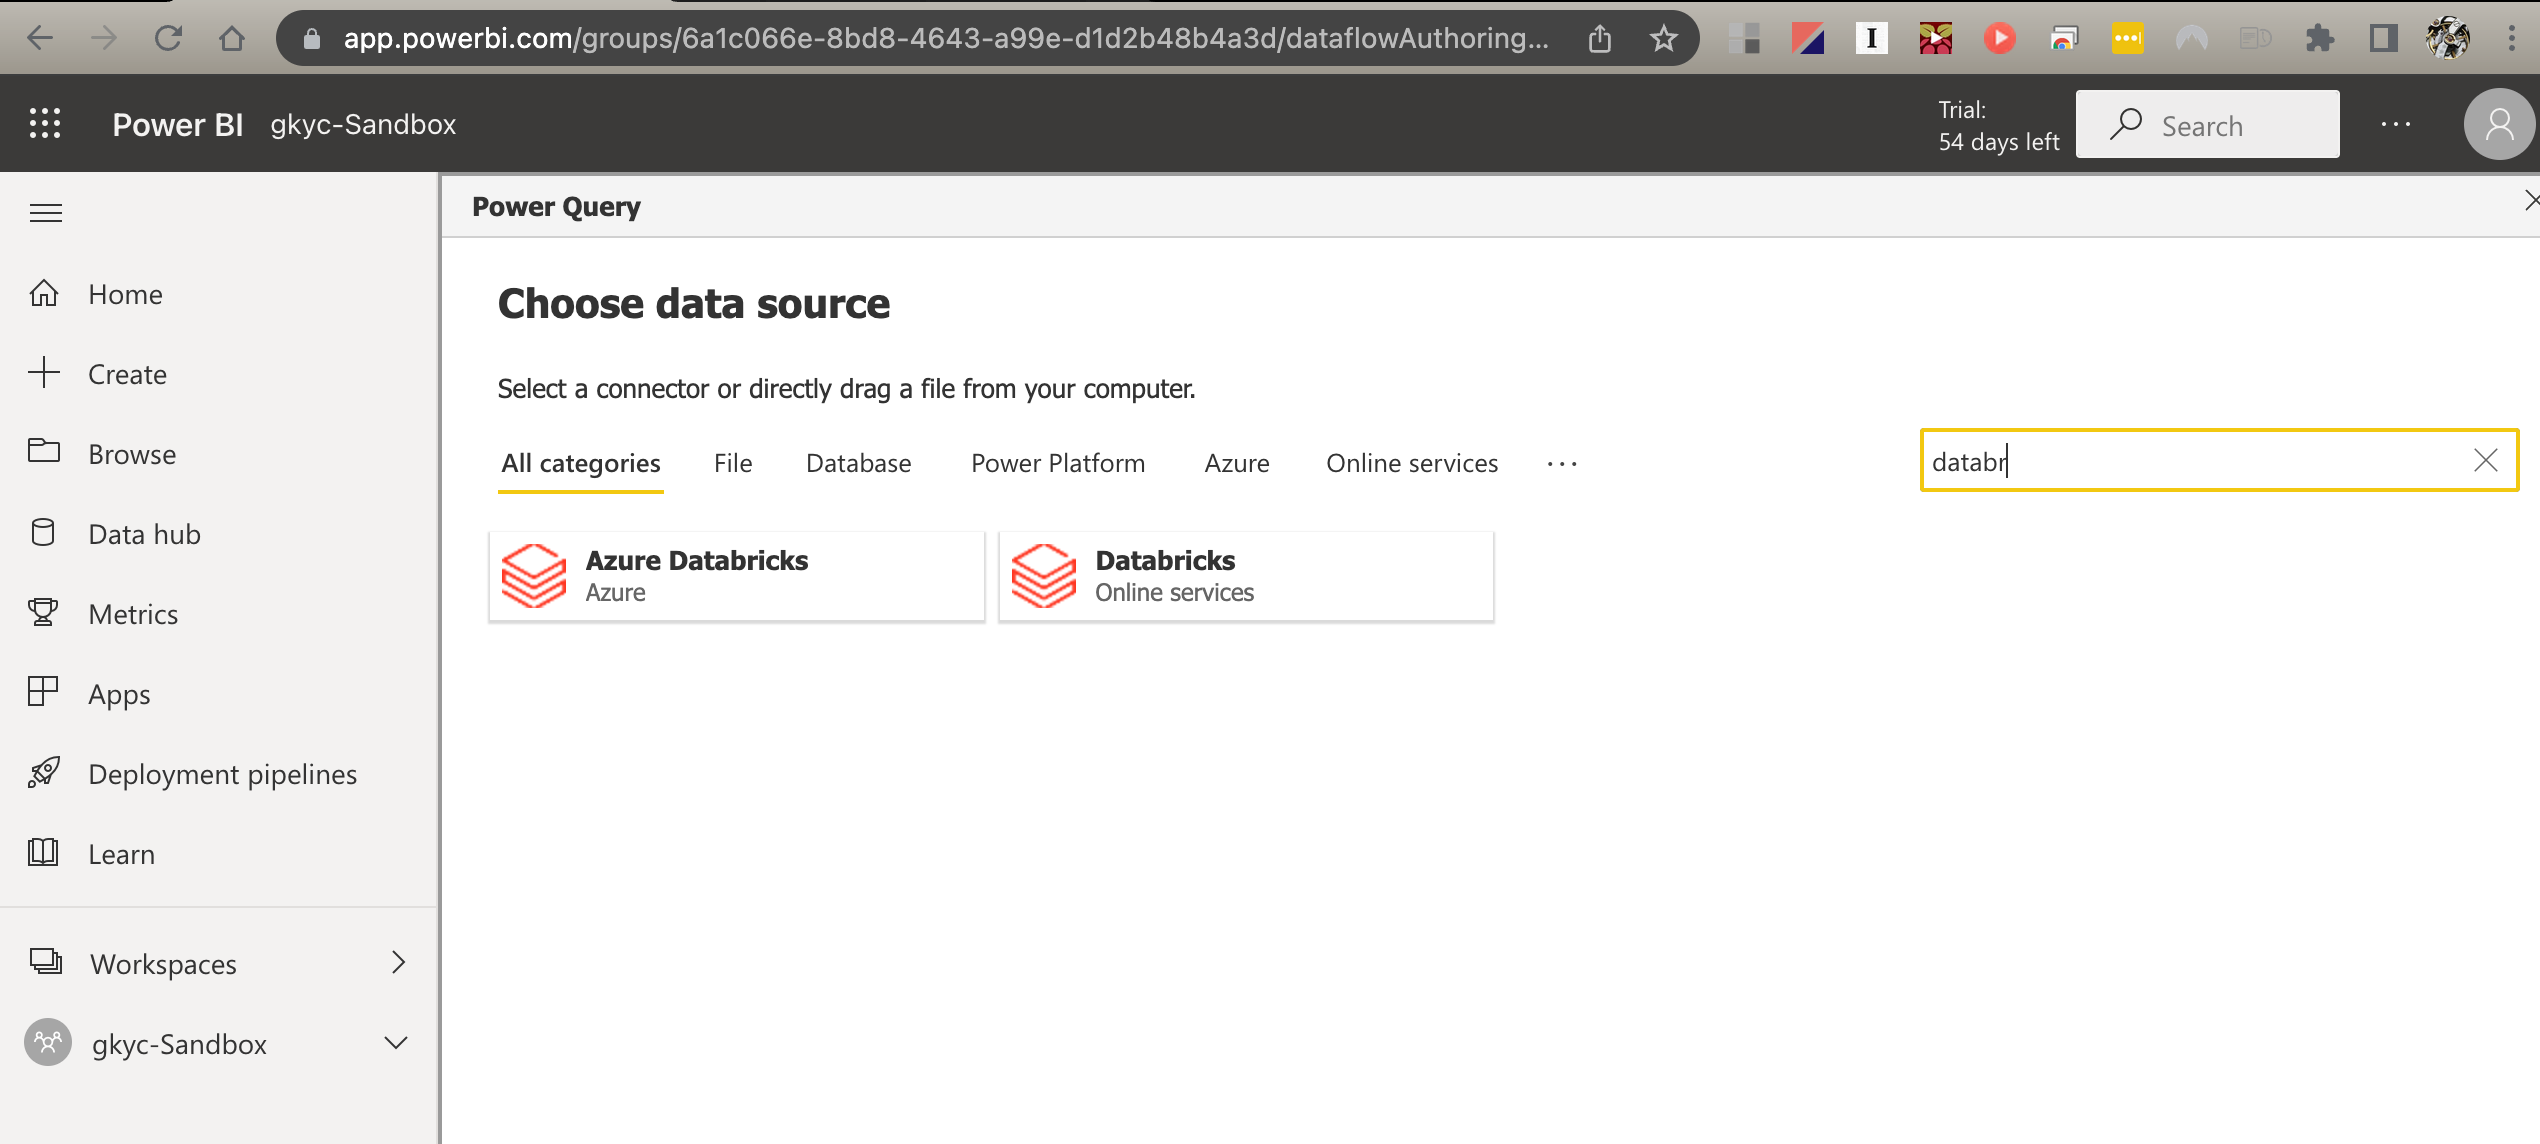 app.powerbi.com/groups/6a1c066e-8bd8-4643-a99e-d1d2b48b4a3d/dataflowAuthoring...
Power BI gkyc-Sandbox
Trial:
54 days left
Search
Home
Create
Browse
Data hub
Metrics
Apps
Deployment pipelines
Learn
Workspaces
gkyc-Sandbox
Power Query
Choose data source
Select a connector or directly drag a file from your computer.
All categories File Database Power Platform Azure Online services ...
databr
Azure Databricks
Azure
Databricks
Online services